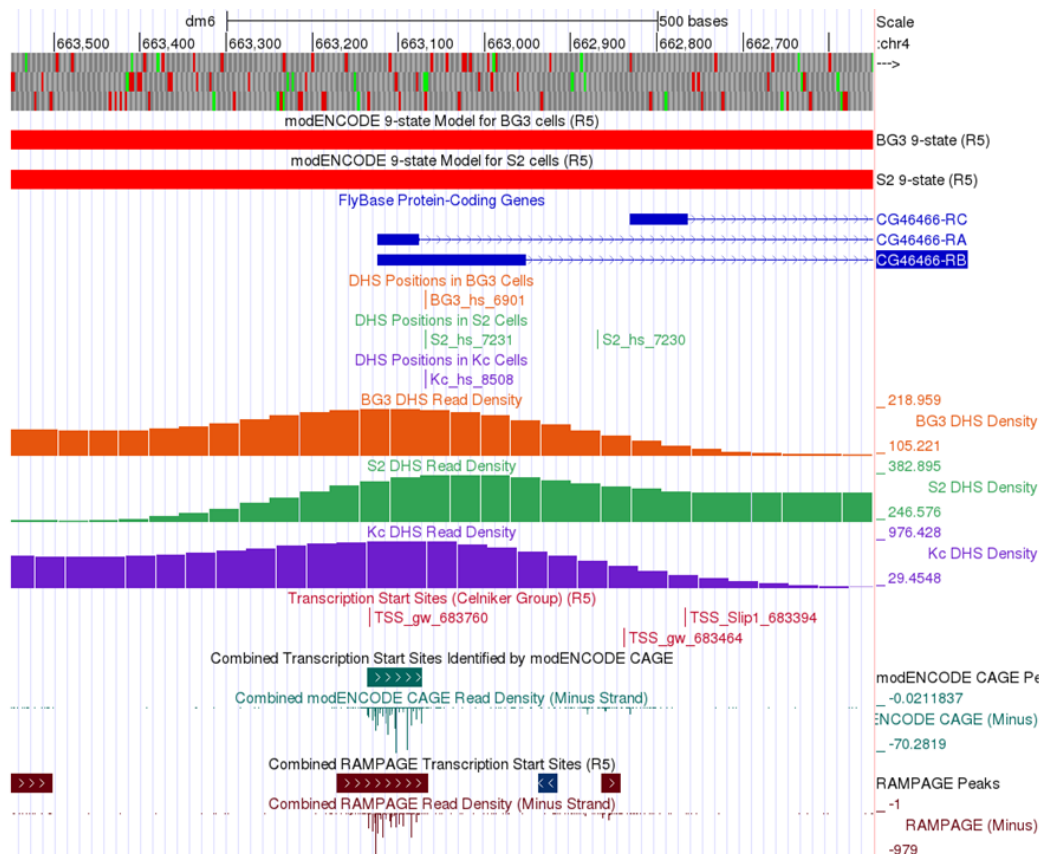 dm6 500 bases Scale
663,500 663,400 663,300 663,200 663,100 663,000 662,900 662,800 662,700 :chr4
--->
modENCODE 9-state Model for BG3 cells (R5)
BG3 9-state (R5)
modENCODE 9-state Model for S2 cells (R5)
S2 9-state (R5)
FlyBase Protein-Coding Genes
CG46466-RC
CG46466-RA
CG46466-RB
DHS Positions in BG3 Cells
BG3_hs_6901
DHS Positions in S2 Cells
S2_hs_7231 S2_hs_7230
DHS Positions in Kc Cells
Kc_hs_8508
BG3 DHS Read Density 218.959
BG3 DHS Density
105.221
S2 DHS Read Density 382.895
S2 DHS Density
246.576
Kc DHS Read Density 976.428
Kc DHS Density
29.4548
Transcription Start Sites (Celniker Group) (R5)
TSS_gw_683760 TSS_Slip1_683394
TSS_gw_683464
Combined Transcription Start Sites Identified by modENCODE CAGE
modENCODE CAGE Pe
Combined modENCODE CAGE Read Density (Minus Strand) -0.0211837
ENCODE CAGE (Minus)
-70.2819
Combined RAMPAGE Transcription Start Sites (R5)
RAMPAGE Peaks
Combined RAMPAGE Read Density (Minus Strand) -1
RAMPAGE (Minus)
-979